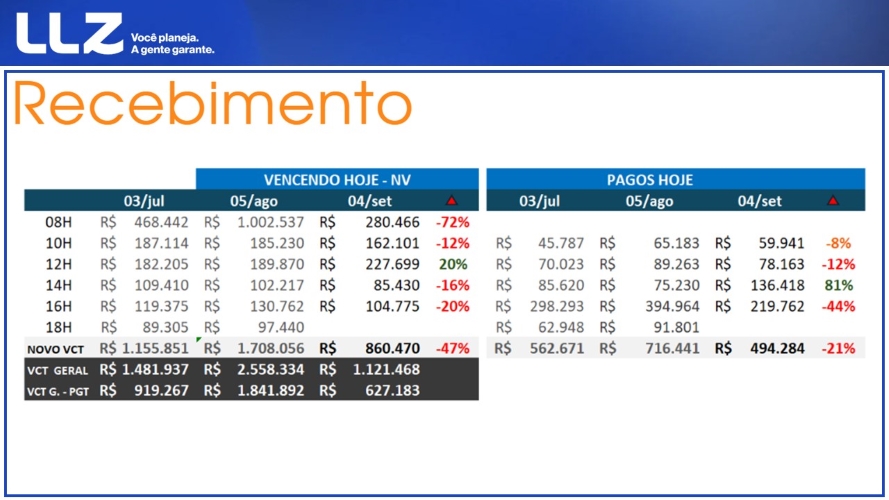 LLZ Você planeja.
A gente garante.
Recebimento
VENCENDO HOJE - NV PAGOS HOJE
03/jul 05/ago 04/set 03/jul 05/ago 04/set
08H R$ 468.442 R$ 1.002.537 R$ 280.466 -72%
10H R$ 187.114 R$ 185.230 R$ 162.101 -12% R$ 45.787 R$ 65.183 R$ 59.941 -8%
12H R$ 182.205 R$ 189.870 R$ 227.699 20% R$ 70.023 R$ 89.263 R$ 78.163 -12%
14H R$ 109.410 R$ 102.217 R$ 85.430 -16% R$ 85.620 R$ 75.230 R$ 136.418 81%
16H R$ 119.375 R$ 130.762 R$ 104.775 -20% R$ 298.293 R$ 394.964 R$ 219.762 -44%
18H R$ 89.305 R$ 97.440 R$ 62.948 R$ 91.801
NOVO VCT R$ 1.155.851 R$ 1.708.056 R$ 860.470 -47% R$ 562.671 R$ 716.441 R$ 494.284 -21%
VCT GERAL R$ 1.481.937 R$ 2.558.334 R$ 1.121.468
VCT G. - PGT R$ 919.267 R$ 1.841.892 R$ 627.183